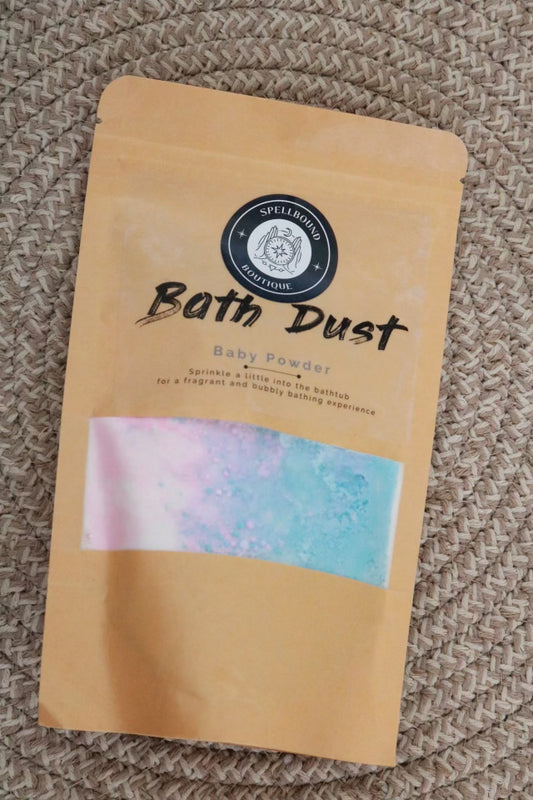 SPELLBOUND
BOUTIQUE
Bath Dust
Baby Powder
Sprinkle a little into the bathtub
for a fragrant and bubbly bathing experience